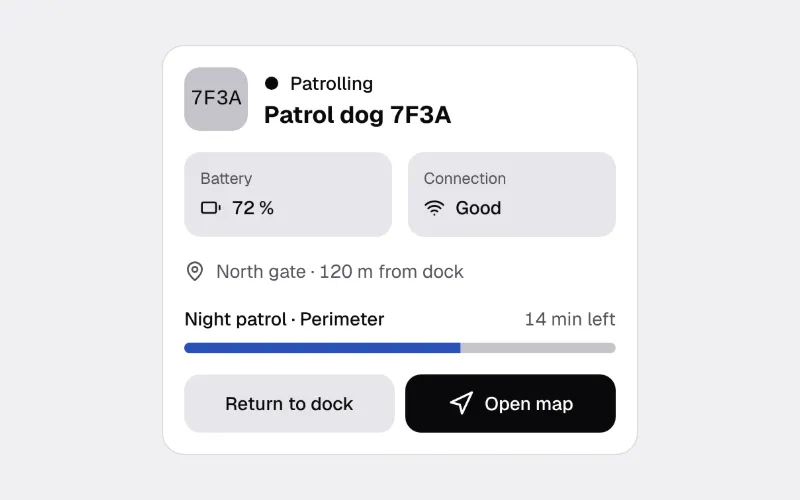 7F3A
Patrolling
Patrol dog 7F3A
Battery
72 %
Connection
Good
North gate · 120 m from dock
Night patrol · Perimeter
14 min left
Return to dock
Open map